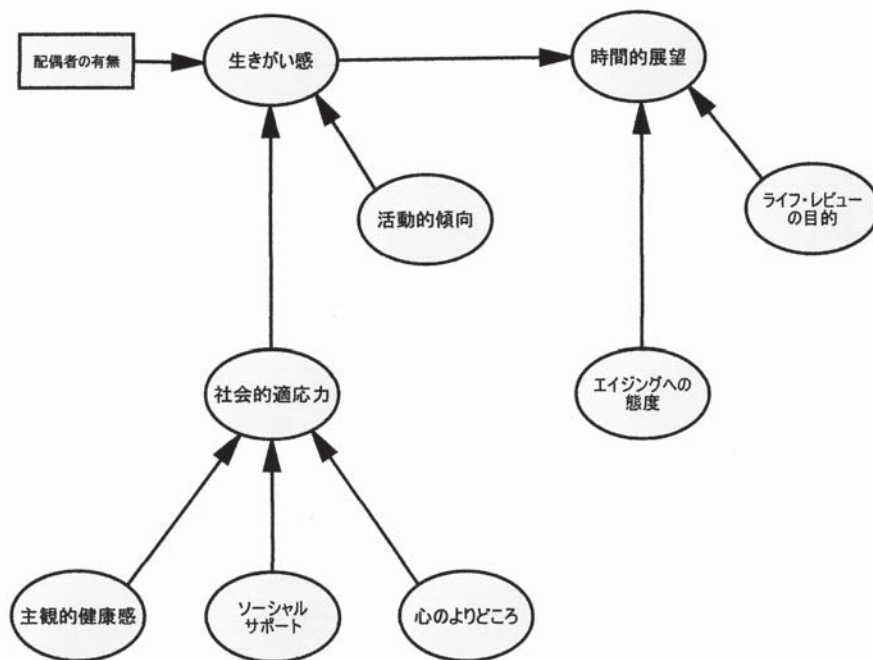 配偶者の有無
生きがい感
時間的展望
活動的傾向
ライフ・レビュー
の目的
社会的適応力
エイジングへの
態度
主観的健康感
ソーシャル
サポート
心のよりどころ